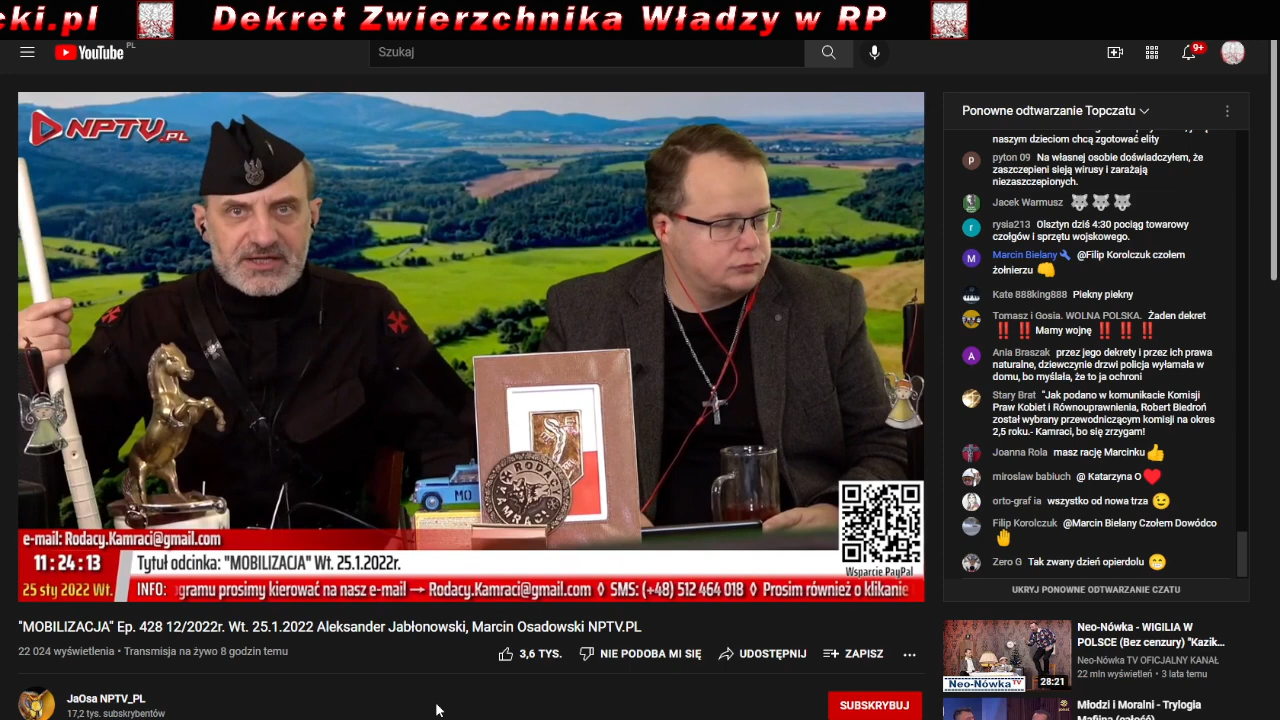 ki.pl Dekret Zwierzchnika Władzy w RP
YouTube PL
Szukaj
9+
NPTV.PL
MO
RODACY
KAMRACI
Wsparcie PayPal
e-mail: Rodacy.Kamraci@gmail.com
11:24:13
Tytuł odcinka: "MOBILIZACJA" Wt. 25.1.2022r.
25 sty 2022 Wt.
INFO: ogramu prosimy kierować na nasz e-mail → Rodacy.Kamraci@gmail.com ◊ SMS: (+48) 512 464 018 ◊ Prosim również o klikanie
"MOBILIZACJA" Ep. 428 12/2022r. Wt. 25.1.2022 Aleksander Jabłonowski, Marcin Osadowski NPTV.PL
22 024 wyświetlenia • Transmisja na żywo 8 godzin temu
3,6 TYS.
NIE PODOBA MI SIĘ
UDOSTĘPNIJ
ZAPISZ
JaOsa NPTV_PL
17,2 tys. subskrybentów
SUBSKRYBUJ
Ponowne odtwarzanie Topczatu
naszym dzieciom chcą zgotować elity
pyton 09 Na własnej osobie doświadczyłem, że
zaszczepieni sieją wirusy i zarażają
niezaszczepionych.
Jacek Warmusz 🐺🐺🐺
rysia213 Olsztyn dziś 4:30 pociąg towarowy
czołgów i sprzętu wojskowego.
Marcin Bielany @Filip Korolczuk czołem
żołnierzu 👊
Kate 888king888 Piekny piekny
Tomasz i Gosia. WOLNA POLSKA. Żaden dekret
‼️ ‼️ Mamy wojnę ‼️ ‼️ ‼️
Ania Braszak przez jego dekrety i przez ich prawa
naturalne, dziewczynie drzwi policja wyłamała w
domu, bo myślała, że to ja ochroni
Stary Brat "Jak podano w komunikacie Komisji
Praw Kobiet i Równouprawnienia, Robert Biedroń
został wybrany przewodniczącym komisji na okres
2,5 roku.- Kamraci, bo się zrzygam!
Joanna Rola masz rację Marcinku 👍
miroslaw babiuch @ Katarzyna O ❤️
orto-graf ia wszystko od nowa trza 😉
Filip Korolczuk @Marcin Bielany Czołem Dowódco
🤚
Zero G Tak zwany dzień opierdolu 😁
UKRYJ PONOWNE ODTWARZANIE CZATU
Neo-Nówka TV
28:21
Neo-Nówka - WIGILIA W
POLSCE (Bez cenzury) "Kazik...
Neo-Nówka TV OFICJALNY KANAŁ
22 mln wyświetleń • 3 lata temu
Młodzi i Moralni - Trylogia
Mafijna (całość)